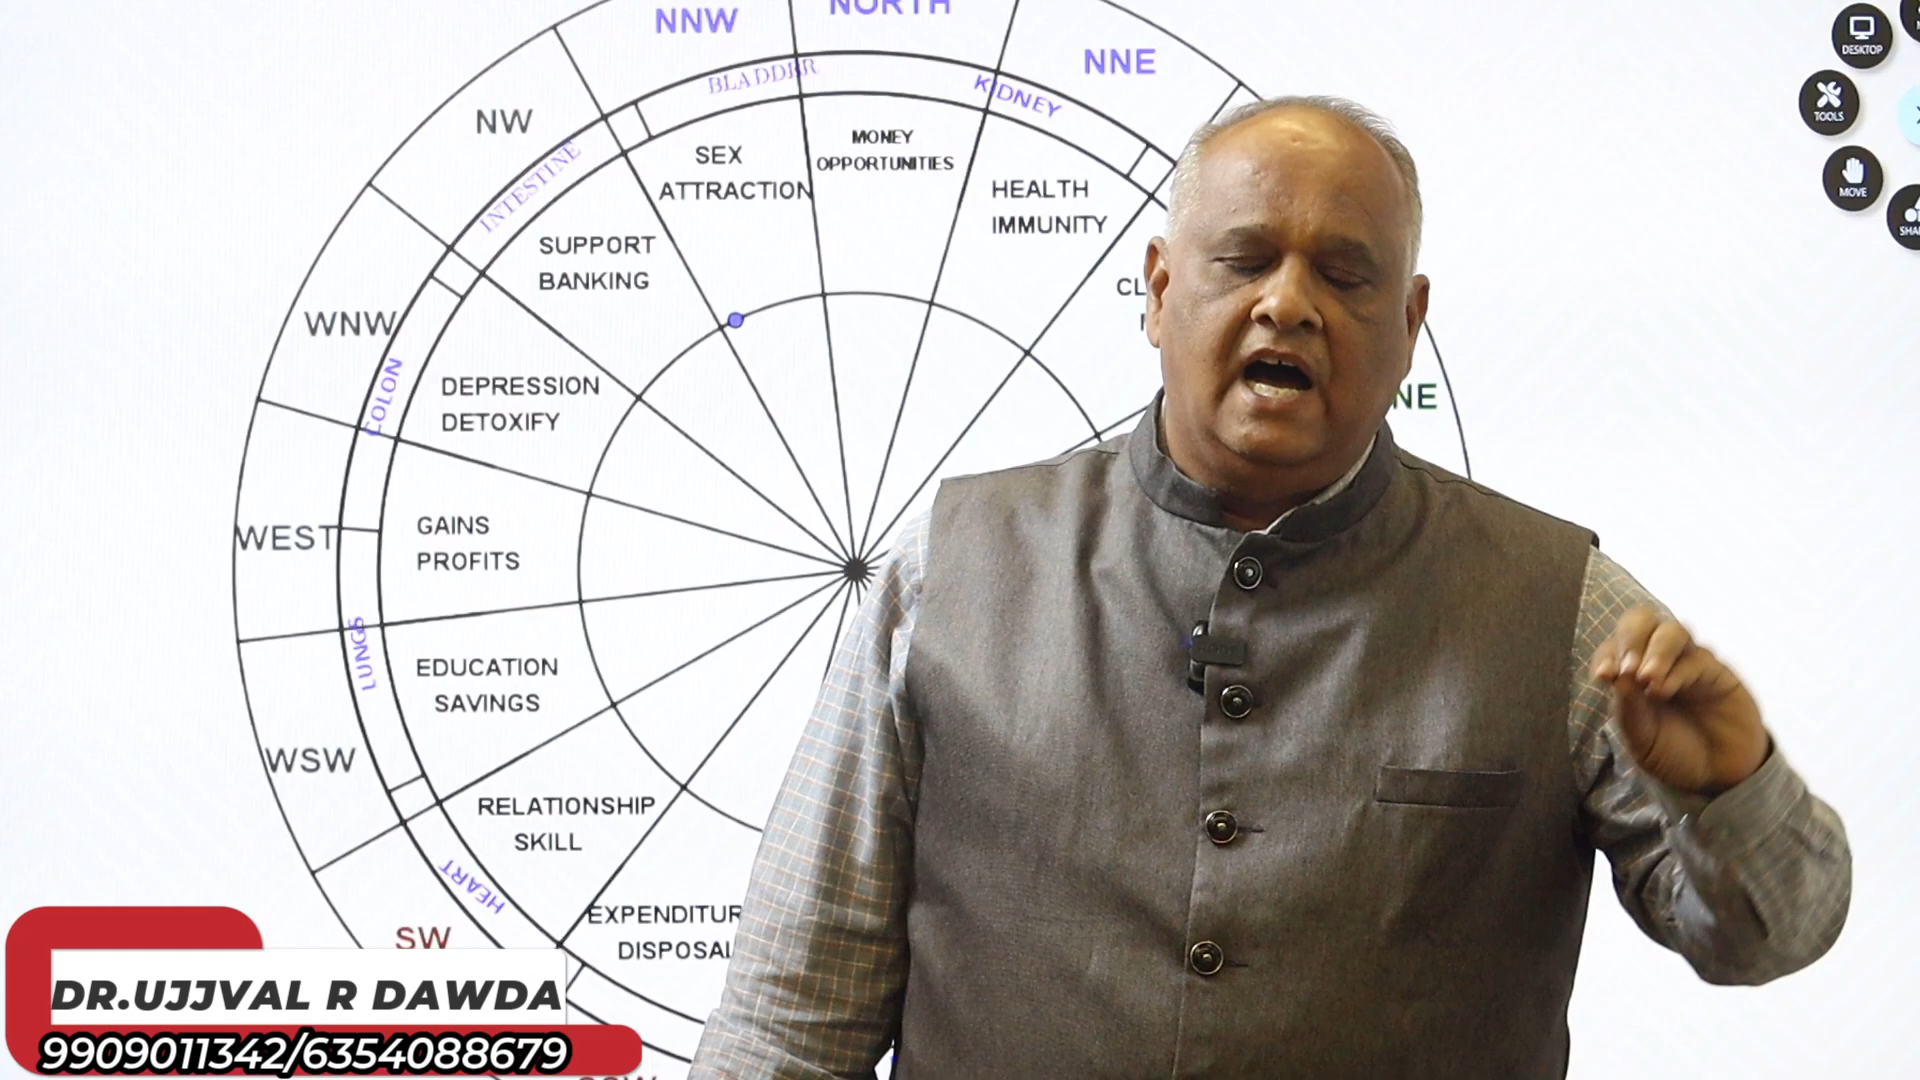 NNW
NORTH
NNE
DESKTOP
BLADDER
KIDNEY
TOOLS
NW
INTESTINE
SEX
ATTRACTION
MONEY
OPPORTUNITIES
HEALTH
IMMUNITY
MOVE
SUPPORT
BANKING
CL
WNW
COLON
DEPRESSION
DETOXIFY
NE
WEST
GAINS
PROFITS
LUNGS
EDUCATION
SAVINGS
WSW
RELATIONSHIP
SKILL
HEART
EXPENDITUR
DISPOSAL
SW
DR.UJJVAL R DAWDA
9909011342/6354088679